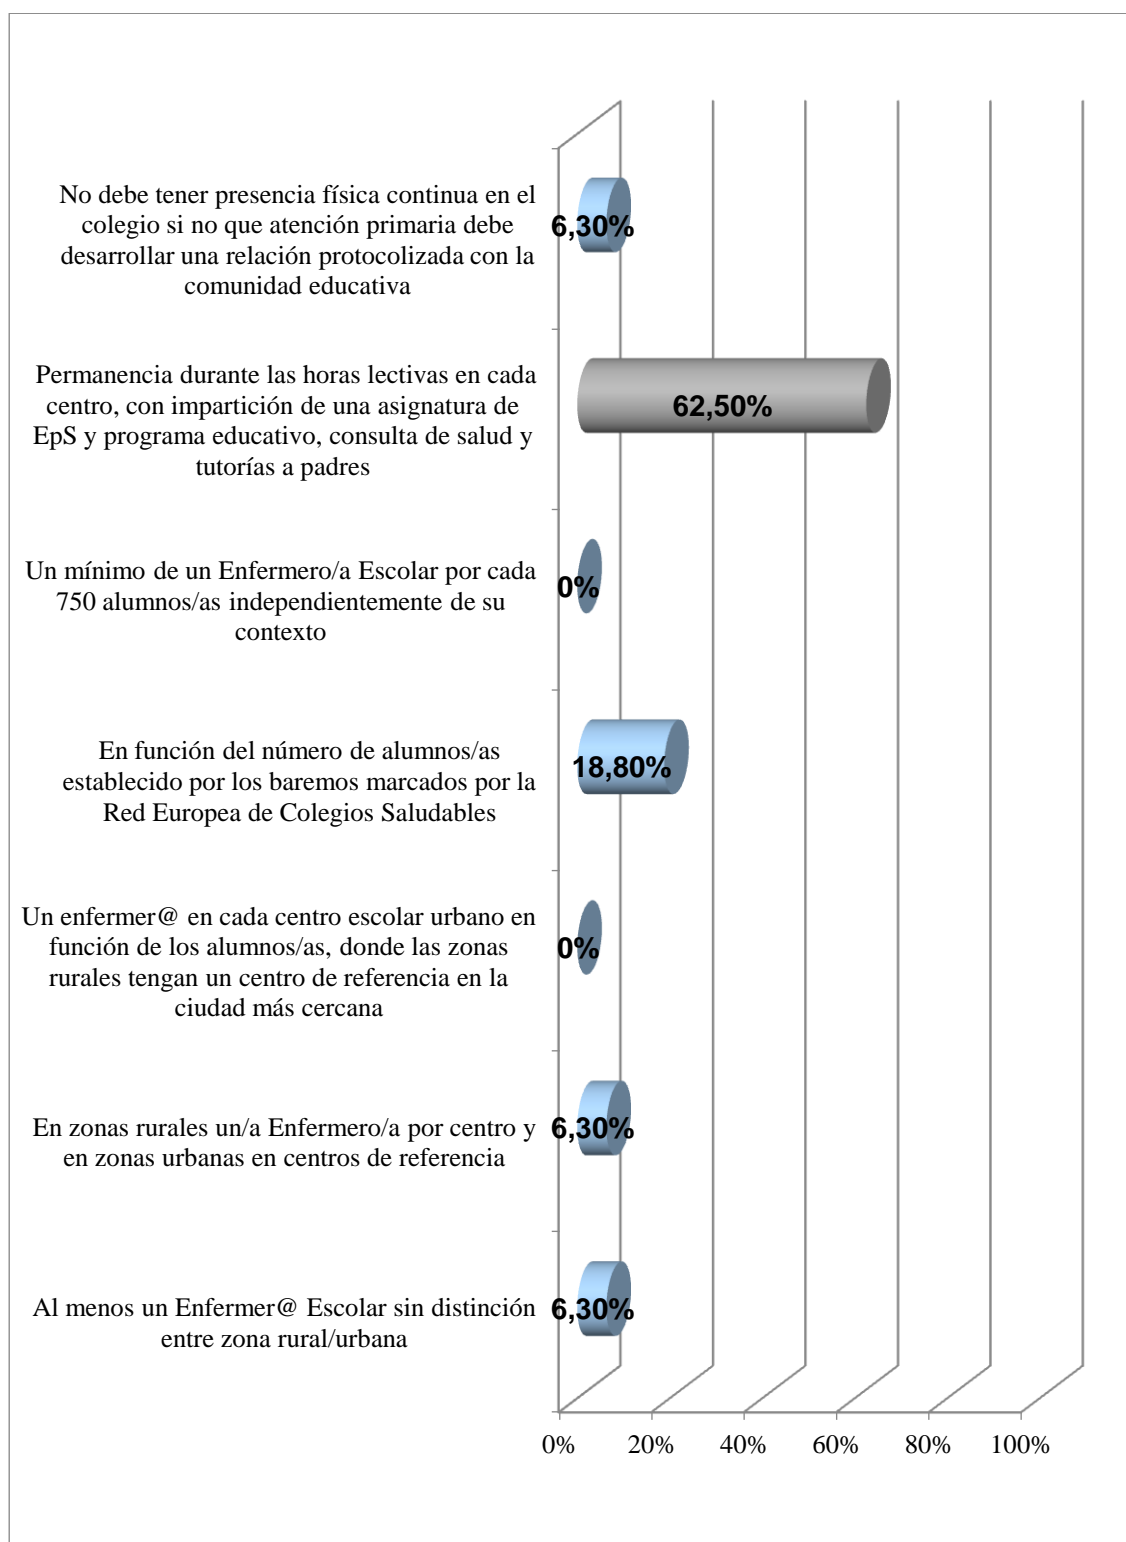 No debe tener presencia física continua en el
colegio si no que atención primaria debe
desarrollar una relación protocolizada con la
comunidad educativa
6,30%
Permanencia durante las horas lectivas en cada
centro, con impartición de una asignatura de
EpS y programa educativo, consulta de salud y
tutorías a padres
62,50%
Un mínimo de un Enfermero/a Escolar por cada
750 alumnos/as independientemente de su
contexto
0%
En función del número de alumnos/as
establecido por los baremos marcados por la
Red Europea de Colegios Saludables
18,80%
Un enfermer@ en cada centro escolar urbano en
función de los alumnos/as, donde las zonas
rurales tengan un centro de referencia en la
ciudad más cercana
0%
En zonas rurales un/a Enfermero/a por centro y
en zonas urbanas en centros de referencia
6,30%
Al menos un Enfermer@ Escolar sin distinción
entre zona rural/urbana
6,30%
0% 20% 40% 60% 80% 100%